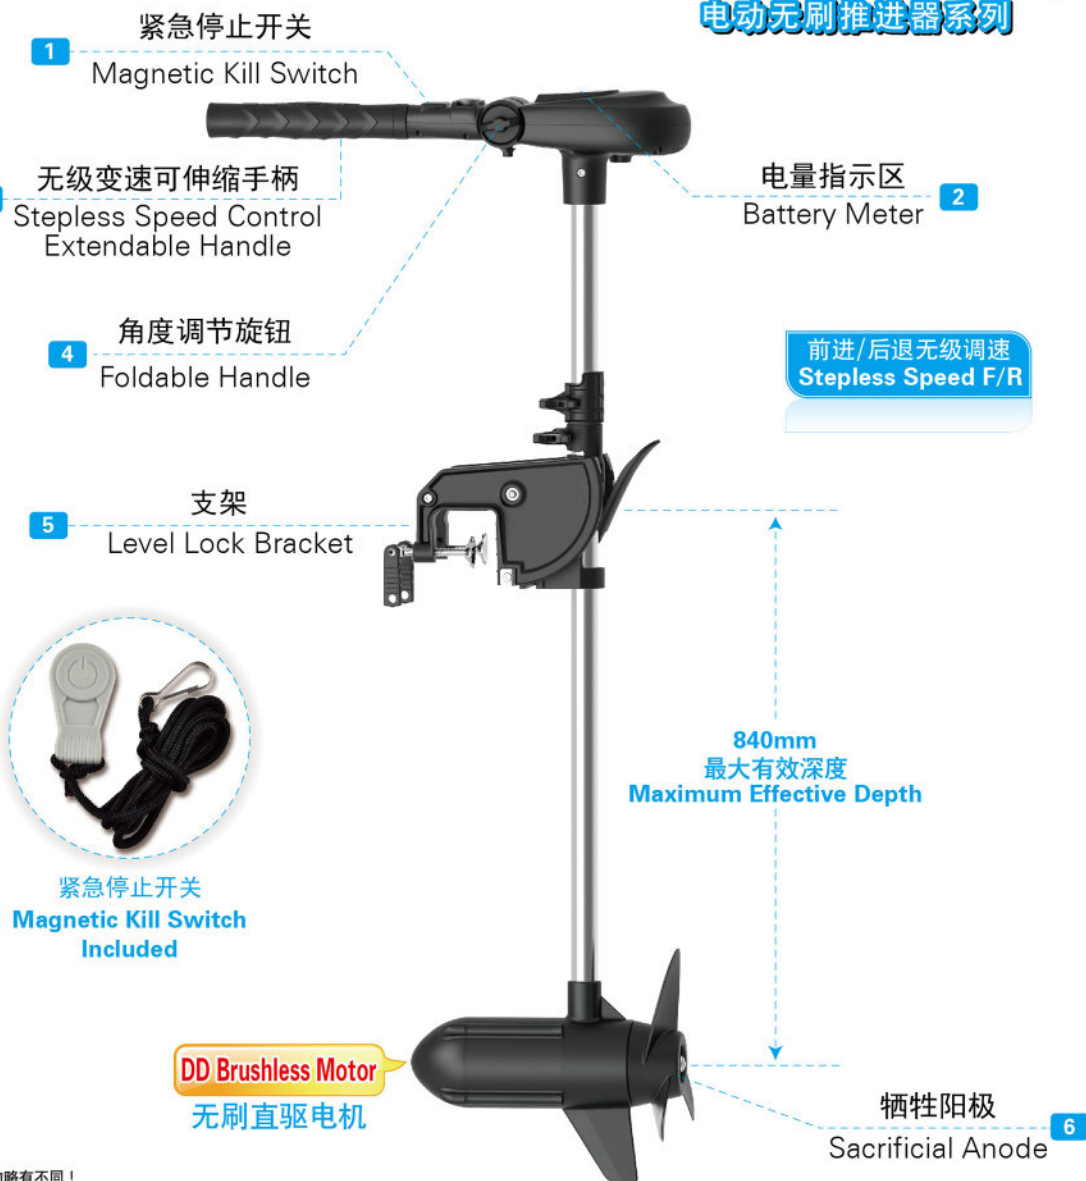 电动无刷推进器系列
紧急停止开关
1
Magnetic Kill Switch
无级变速可伸缩手柄
Stepless Speed Control
Extendable Handle
电量指示区
2
Battery Meter
角度调节旋钮
4
Foldable Handle
前进/后退无级调速
Stepless Speed F/R
支架
5
Level Lock Bracket
840mm
最大有效深度
Maximum Effective Depth
紧急停止开关
Magnetic Kill Switch
Included
DD Brushless Motor
无刷直驱电机
牺牲阳极
6
Sacrificial Anode
略有不同！